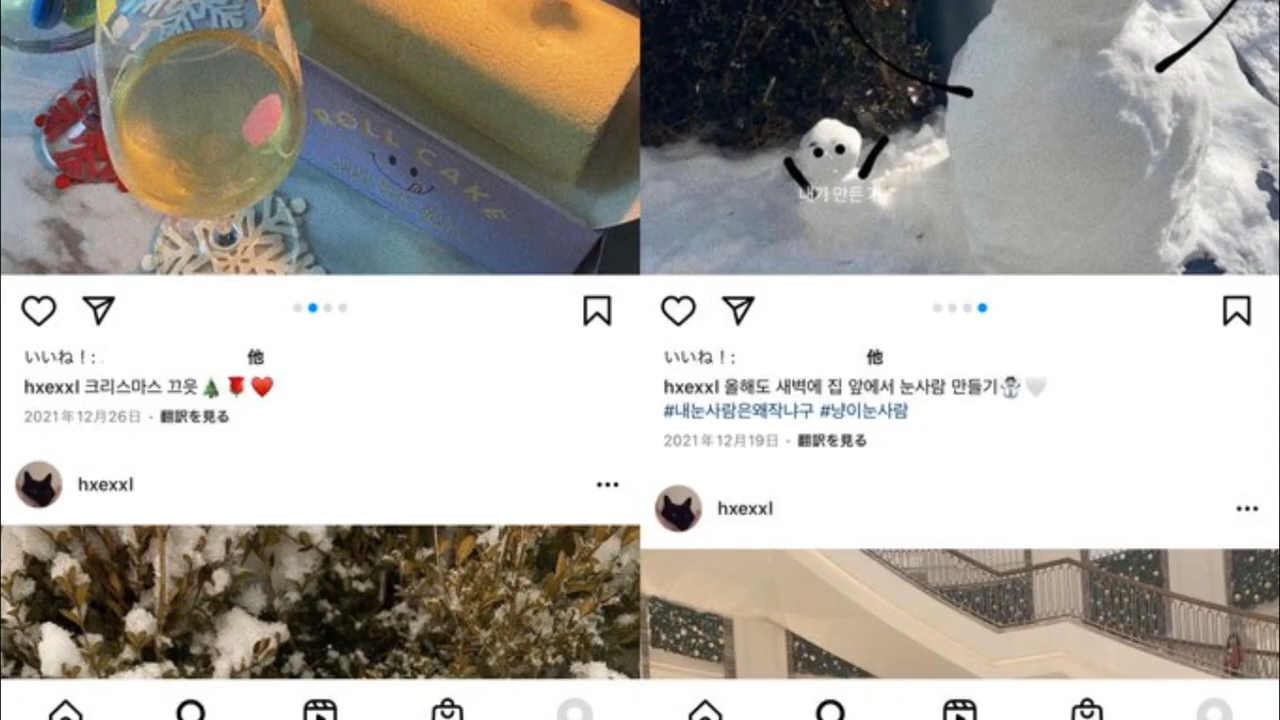 ROLL CAKE
いいね！: 他
hxexxl 크리스마스 끄읏🎄🌹❤️
2021年12月26日・翻訳を見る
hxexxl
내가 만든
いいね！: 他
hxexxl 올해도 새벽에 집 앞에서 눈사람 만들기⛄🤍
#내눈사람은왜작냐구 #냥이눈사람
2021年12月19日・翻訳を見る
hxexxl